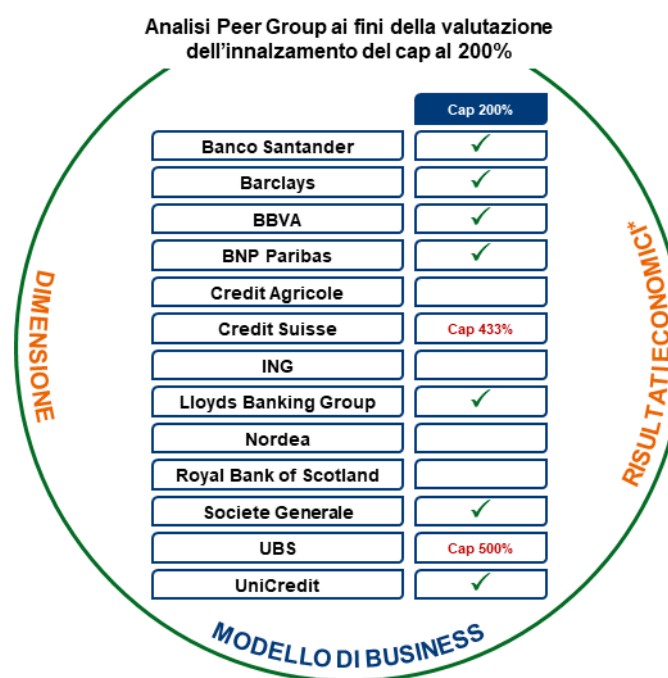 Analisi Peer Group ai fini della valutazione
dell'innalzamento del cap al 200%
Cap 200%
Banco Santander ✓
Barclays ✓
BBVA ✓
BNP Paribas ✓
Credit Agricole
Credit Suisse Cap 433%
ING
Lloyds Banking Group ✓
Nordea
Royal Bank of Scotland
Societe Generale ✓
UBS Cap 500%
UniCredit ✓
DIMENSIONE
RISULTATI ECONOMICI*
MODELLO DI BUSINESS